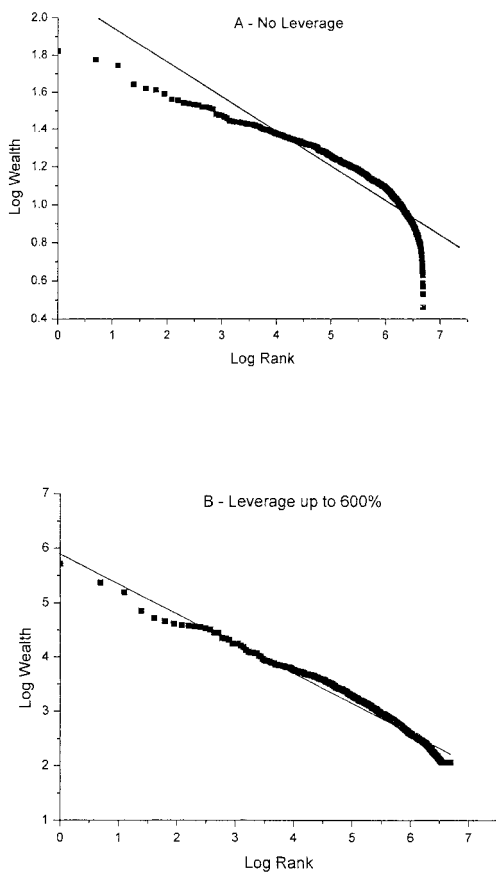 A - No Leverage
2.0
1.8
1.6
1.4
1.2
1.0
0.8
0.6
0.4
Log Wealth
0 1 2 3 4 5 6 7
Log Rank
B - Leverage up to 600%
7
6
5
4
3
2
1
Log Wealth
0 1 2 3 4 5 6 7
Log Rank